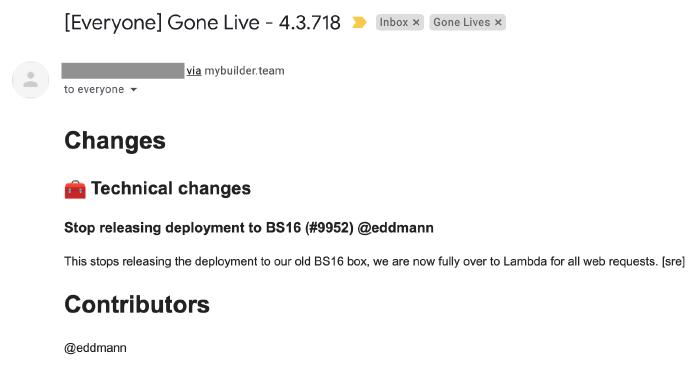 [Everyone] Gone Live - 4.3.718 Inbox × Gone Lives ×
via mybuilder.team
to everyone
Changes
🧰 Technical changes
Stop releasing deployment to BS16 (#9952) @eddmann
This stops releasing the deployment to our old BS16 box, we are now fully over to Lambda for all web requests. [sre]
Contributors
@eddmann